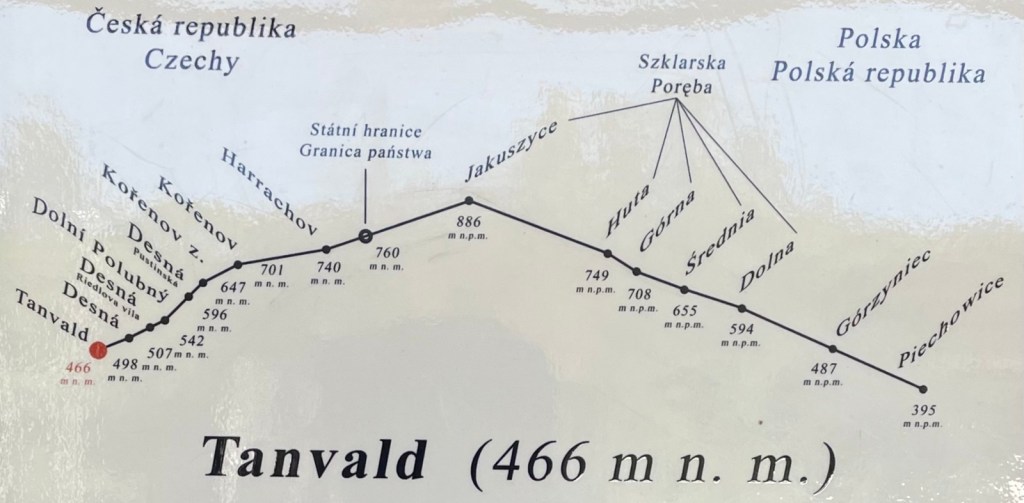 Česká republika
Czechy
Polska
Polská republika
Szklarska
Poręba
Státní hranice
Granica państwa
Tanvald
Desná
Desná
Riedlova vila
Dolní Polubný
Desná
Pustinská
Kořenov z.
Kořenov
Harrachov
Jakuszyce
Huta
Górna
Średnia
Dolna
Górzyniec
Piechowice
466
m n. m.
498
m n. m.
507
m n. m.
542
m n. m.
596
m n. m.
647
m n. m.
701
m n. m.
740
m n. m.
760
m n. m.
886
m n.p.m.
749
m n.p.m.
708
m n.p.m.
655
m n.p.m.
594
m n.p.m.
487
m n.p.m.
395
m n.p.m.
Tanvald (466 m n. m.)